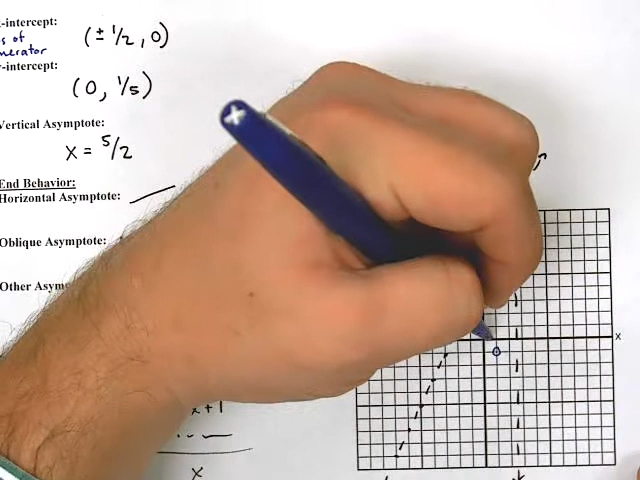 -intercept:
s of
nerator
(± 1/2, 0)
-intercept:
(0, 1/5)
Vertical Asymptote:
x = 5/2
End Behavior:
Horizontal Asymptote:
Oblique Asymptote:
Other Asym
x
x+1
x